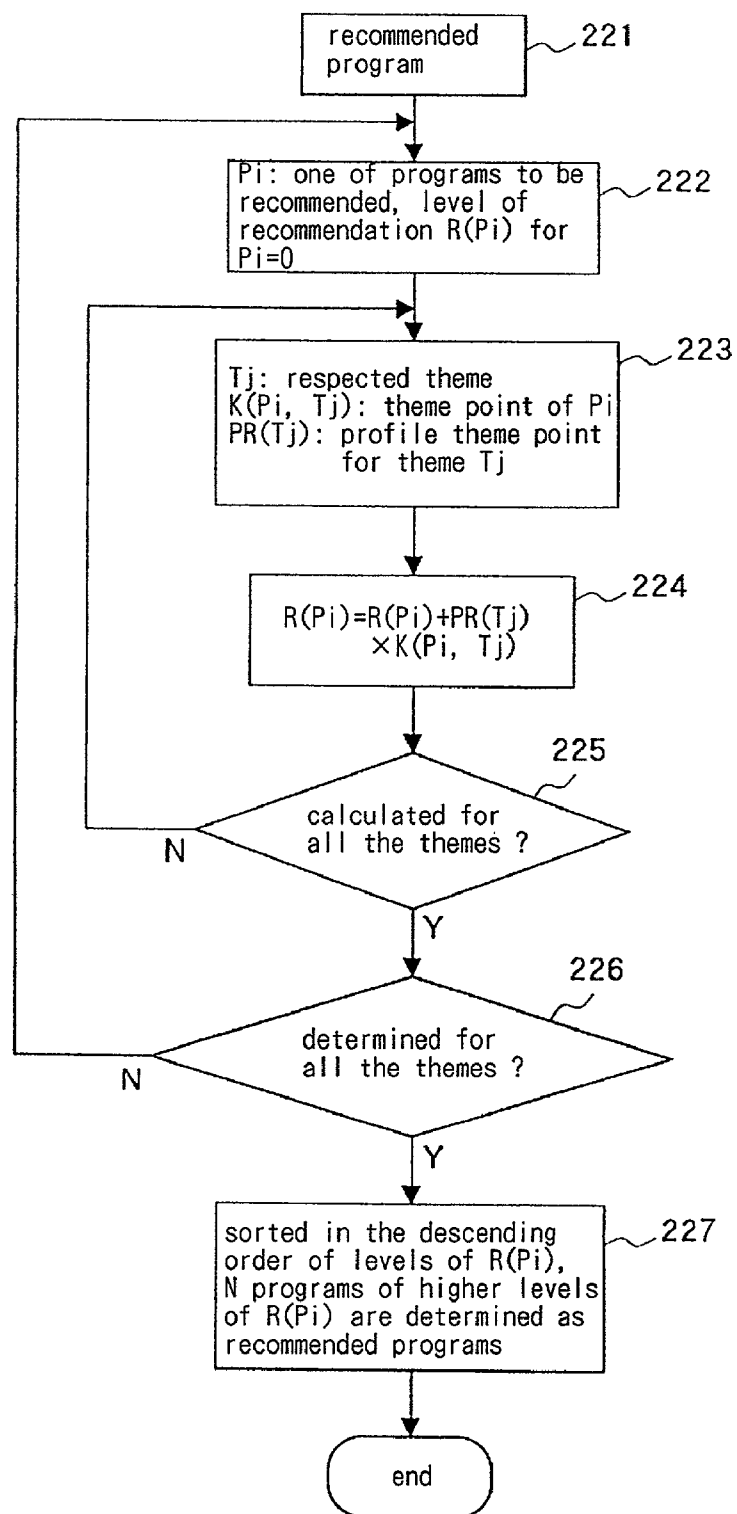 recommended
program
221
Pi: one of programs to be
recommended, level of
recommendation R(Pi) for
Pi=0
222
223
Tj: respected theme
K(Pi, Tj): theme point of Pi
PR(Tj): profile theme point
for theme Tj
224
R(Pi)=R(Pi)+PR(Tj)
×K(Pi, Tj)
225
calculated for
all the themes ?
N
Y
226
determined for
all the themes ?
N
Y
227
sorted in the descending
order of levels of R(Pi),
N programs of higher levels
of R(Pi) are determined as
recommended programs
end